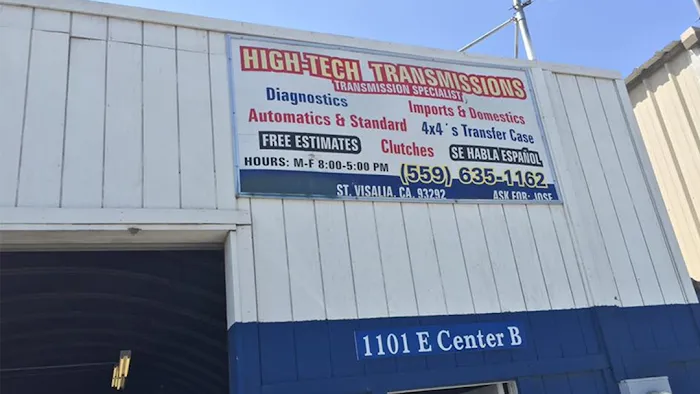 HIGH-TECH TRANSMISSIONS
TRANSMISSION SPECIALIST
Diagnostics Imports & Domestics
Automatics & Standard 4x4´s Transfer Case
FREE ESTIMATES Clutches SE HABLA ESPAÑOL
HOURS: M-F 8:00-5:00 PM (559) 635-1162
ST. VISALIA, CA. 93292 ASK FOR: JOSE
1101 E Center B